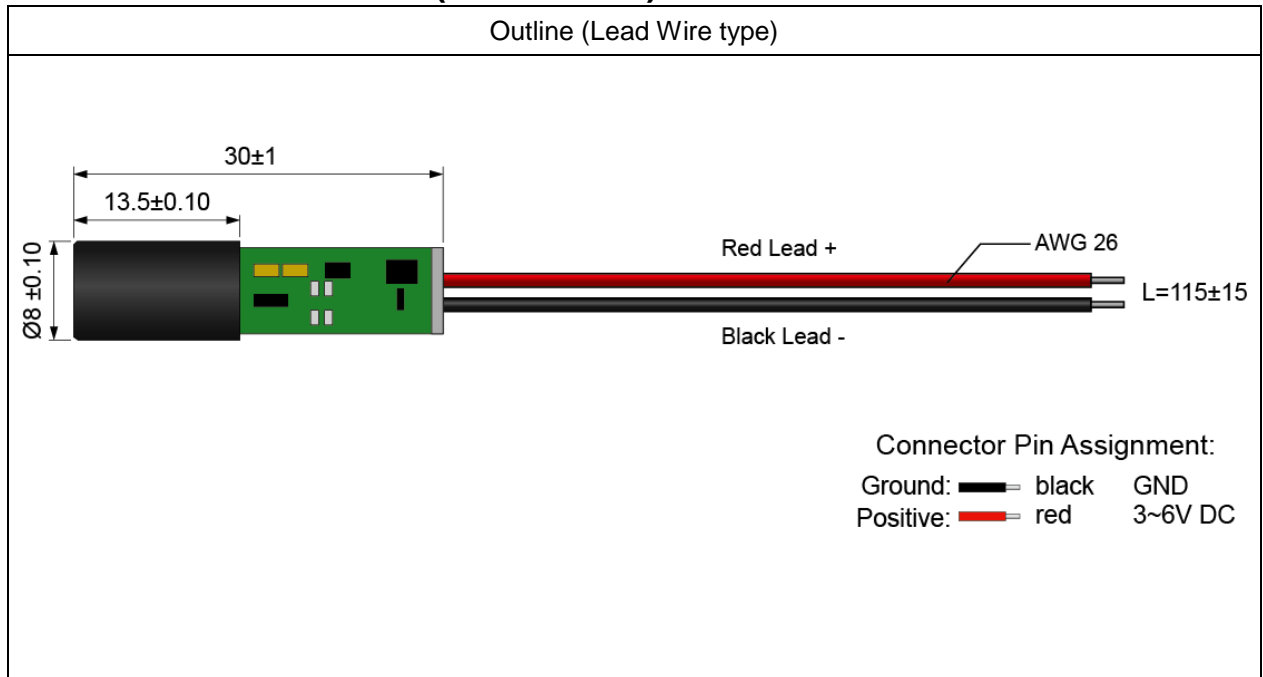 Outline (Lead Wire type)
30±1
13.5±0.10
Ø8 ±0.10
Red Lead +
AWG 26
L=115±15
Black Lead -
Connector Pin Assignment:
Ground: black GND
Positive: red 3~6V DC